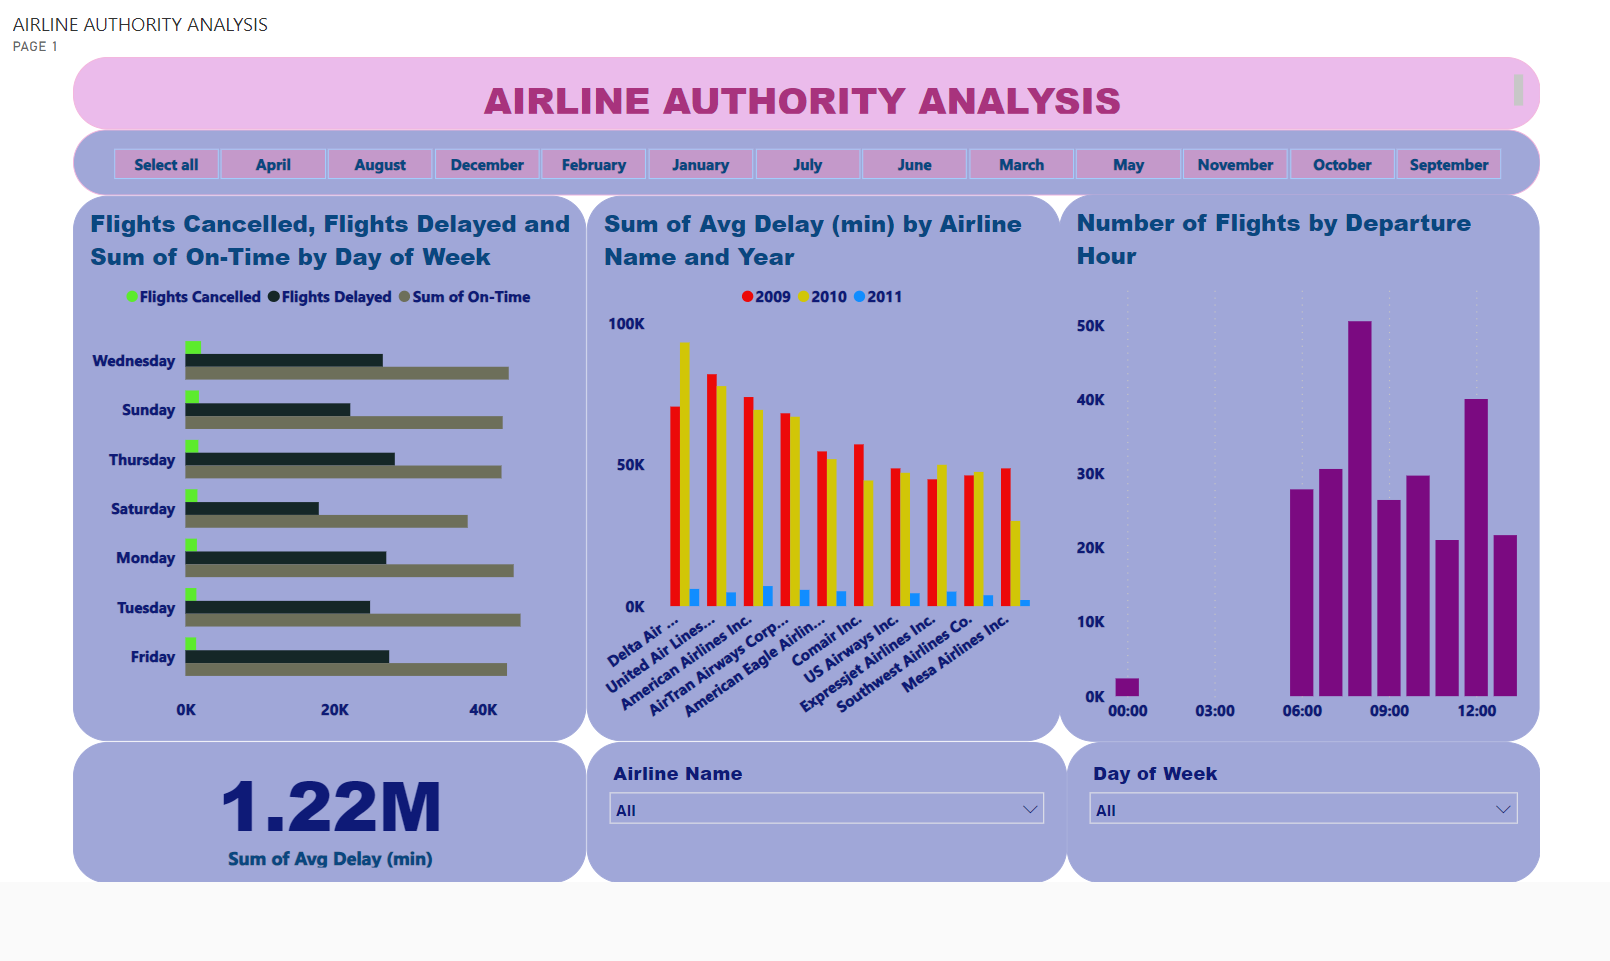 AIRLINE AUTHORITY ANALYSIS
PAGE 1
AIRLINE AUTHORITY ANALYSIS
Select all April August December February January July June March May November October September
Flights Cancelled, Flights Delayed and
Sum of On-Time by Day of Week
Flights Cancelled Flights Delayed Sum of On-Time
Wednesday
Sunday
Thursday
Saturday
Monday
Tuesday
Friday
0K 20K 40K
Sum of Avg Delay (min) by Airline
Name and Year
2009 2010 2011
100K
50K
0K
Delta Air ...
United Air Lines...
American Airlines Inc.
AirTran Airways Corp...
American Eagle Airlin...
Comair Inc.
US Airways Inc.
Expressjet Airlines Inc.
Southwest Airlines Co.
Mesa Airlines Inc.
Number of Flights by Departure
Hour
50K
40K
30K
20K
10K
0K
00:00 03:00 06:00 09:00 12:00
1.22M
Sum of Avg Delay (min)
Airline Name
All
Day of Week
All